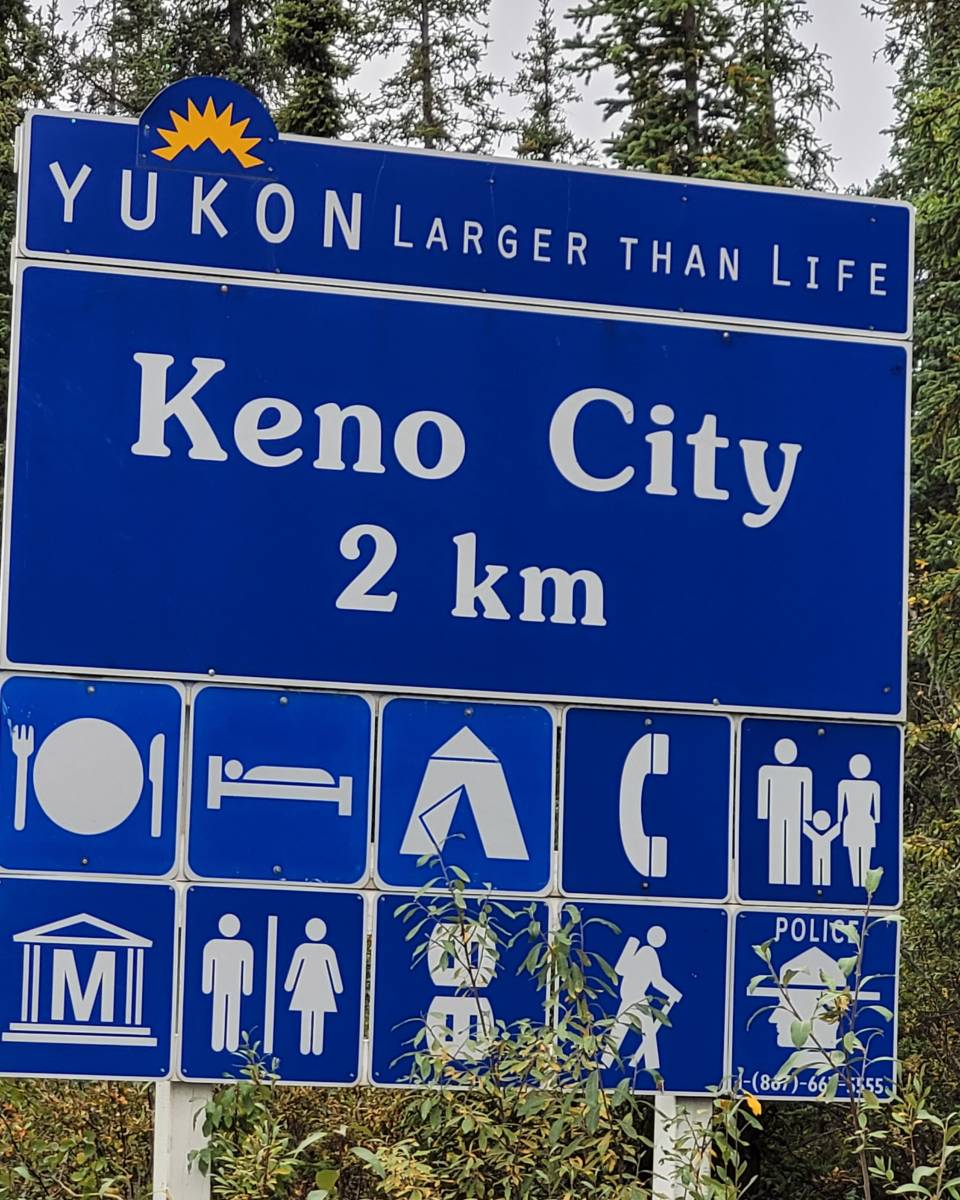 YUKON LARGER THAN LIFE
Keno City
2 km
M
POLICE